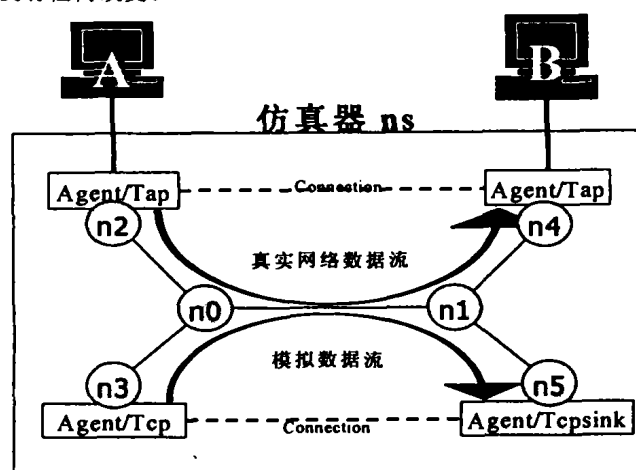 A
B
仿真器 ns
Agent/Tap
Connection
Agent/Tap
n2
n4
真实网络数据流
n0
n1
模拟数据流
n3
n5
Agent/Tcp
Connection
Agent/Tcpsink